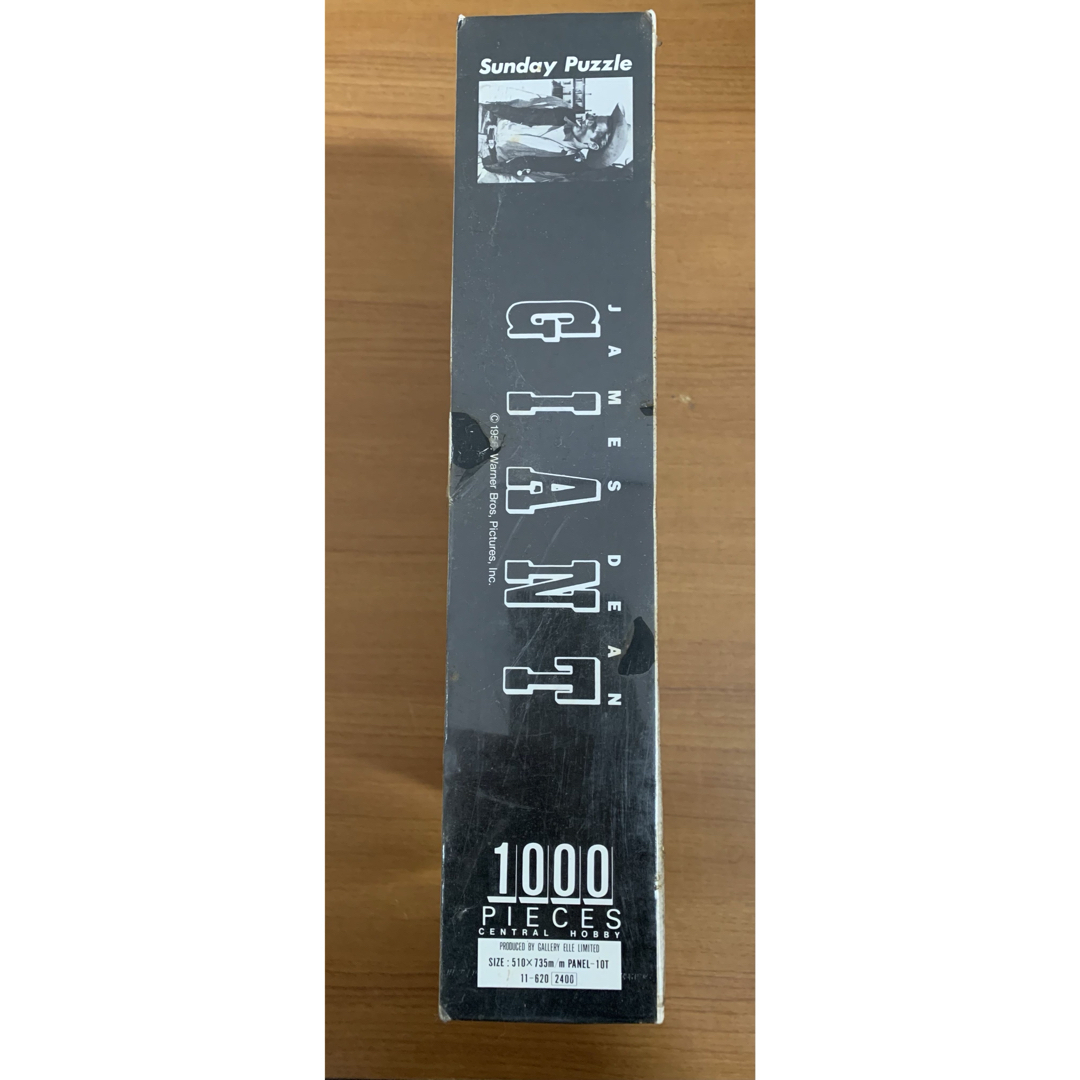 Sunday Puzzle
JAMES DEAN
GIANT
© Warner Bros, Pictures, Inc.
1000
PIECES
CENTRAL HOBBY
PRODUCED BY GALLERY ELLE LIMITED
SIZE : 510×735m/m PANEL-10T
11-620 2400